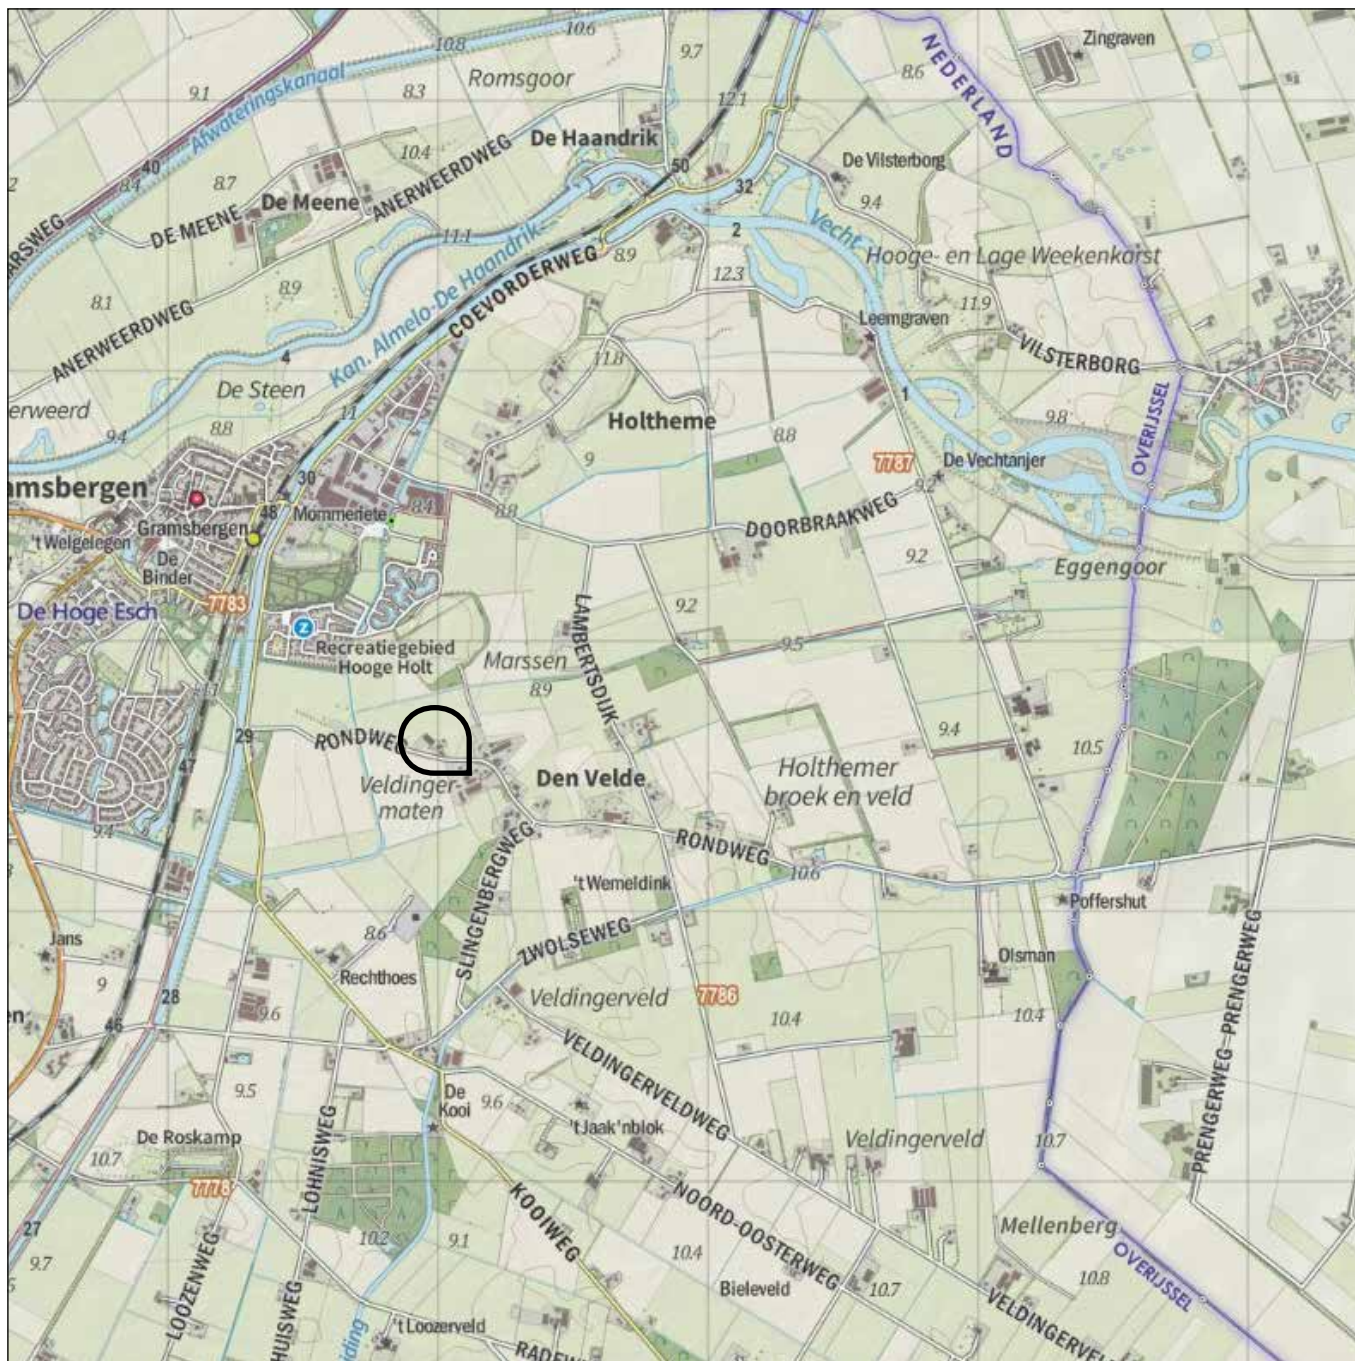 10.6
10.8
9.7
Zingraven
Romsgoor
8.6
NEDERLAND
9.1
8.3
12.1
Afwateringskanaal
De Haandrik
10.4
De Vilsterborg
40
50
8.4
8.7
ANERWEERDWEG
32
9.4
De Meene
DE MEENE
2
Vecht
11.1
ARSWEG
8.9
Hooge- en Lage Weekenkarst
12.3
8.1
8.9
Kan. Almelo-De Haandrik
COEVORDERWEG
11.9
Leemgraven
ANERWEERDWEG
VILSTERBORG
4
11.8
De Steen
1
OVERIJSSEL
11
erweerd
9.4
8.8
Holtheme
8.8
9.8
9
7787
De Vechtanjer
30
amsbergen
9.2
48
Mommeriete
8.4
8.8
Gramsbergen
DOORBRAAKWEG
't Welgelegen
De
Binder
9.2
Eggengoor
7783
De Hoge Esch
9.2
LAMBERTSDIJK
Z
Recreatiegebied
Hooge Holt
9.5
Marssen
8.9
29
RONDWEG
9.4
10.5
47
Den Velde
Holthemer
broek en veld
Veldinger-
maten
9.4
RONDWEG
10.6
SLINGENBERGWEG
't Wemeldink
Poffershut
8.6
ZWOLSEWEG
Jans
Olsman
9
Rechthoes
PRENGERWEG-PRENGERWEG
28
Veldingerveld
7786
9.6
10.4
10.4
en
46
VELDINGERVELDWEG
9.5
De
Kooi
9.6
't Jaak'nblok
LOHNISWEG
Veldingerveld
De Roskamp
10.7
10.7
7778
KOOIWEG
NOORD-OOSTERWEG
Mellenberg
27
10.2
9.1
OVERIJSSEL
9.7
10.4
LOOZENWEG
Bieleveld
10.7
10.8
VELDINGERVEL
HUISWEG
't Loozerveld
iding
RADEW